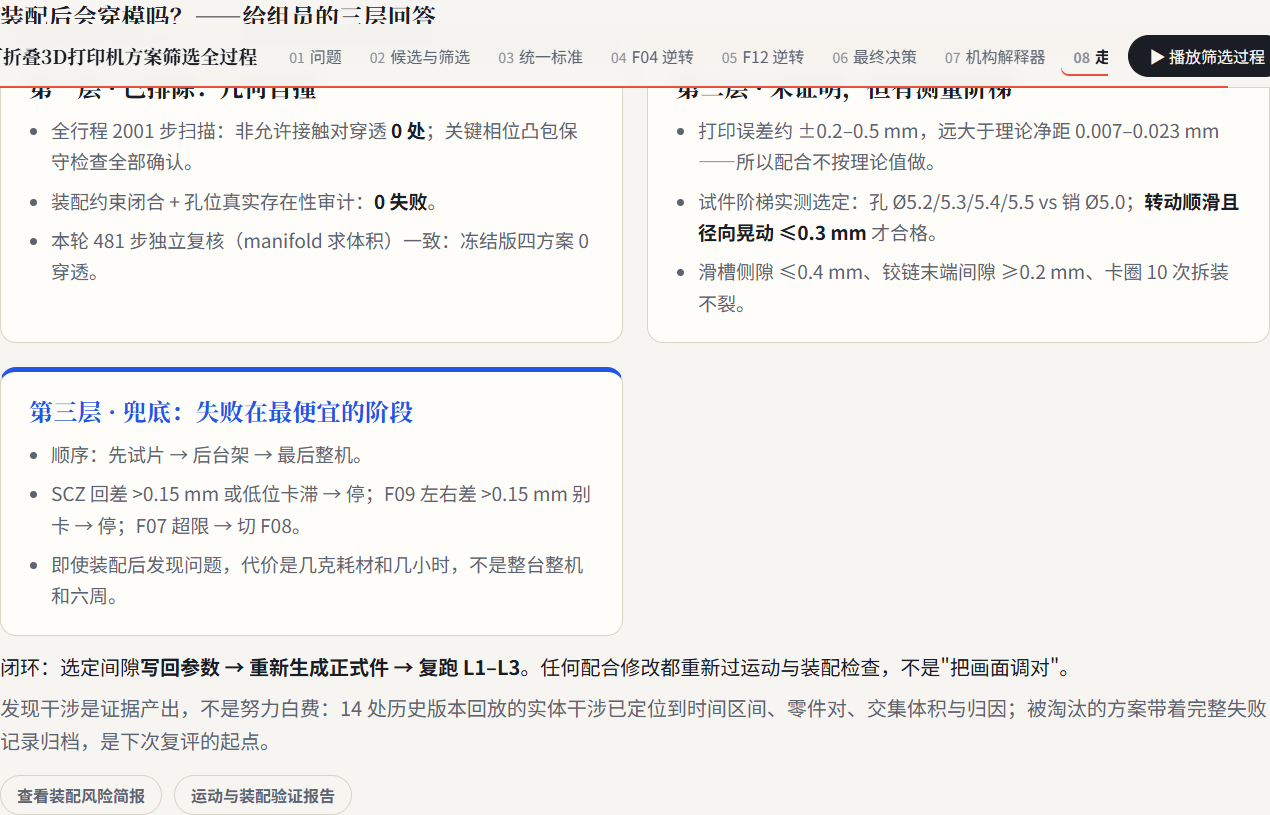 装配后会穿模吗？——给组员的三层回答
折叠3D打印机方案筛选全过程
01 问题
02 候选与筛选
03 统一标准
04 F04 逆转
05 F12 逆转
06 最终决策
07 机构解释器
08 走
▶ 播放筛选过程
全行程 2001 步扫描：非允许接触对穿透 0 处；关键相位凸包保
守检查全部确认。
装配约束闭合 + 孔位真实存在性审计：0 失败。
本轮 481 步独立复核（manifold 求体积）一致：冻结版四方案 0
穿透。
打印误差约 ±0.2–0.5 mm，远大于理论净距 0.007–0.023 mm
——所以配合不按理论值做。
试件阶梯实测选定：孔 Ø5.2/5.3/5.4/5.5 vs 销 Ø5.0；转动顺滑且
径向晃动 ≤0.3 mm 才合格。
滑槽侧隙 ≤0.4 mm、铰链末端间隙 ≥0.2 mm、卡圈 10 次拆装
不裂。
第三层 · 兜底：失败在最便宜的阶段
顺序：先试片 → 后台架 → 最后整机。
SCZ 回差 >0.15 mm 或低位卡滞 → 停；F09 左右差 >0.15 mm 别
卡 → 停；F07 超限 → 切 F08。
即使装配后发现问题，代价是几克耗材和几小时，不是整台整机
和六周。
闭环：选定间隙写回参数 → 重新生成正式件 → 复跑 L1–L3。任何配合修改都重新过运动与装配检查，不是"把画面调对"。
发现干涉是证据产出，不是努力白费：14 处历史版本回放的实体干涉已定位到时间区间、零件对、交集体积与归因；被淘汰的方案带着完整失败
记录归档，是下次复评的起点。
查看装配风险简报
运动与装配验证报告